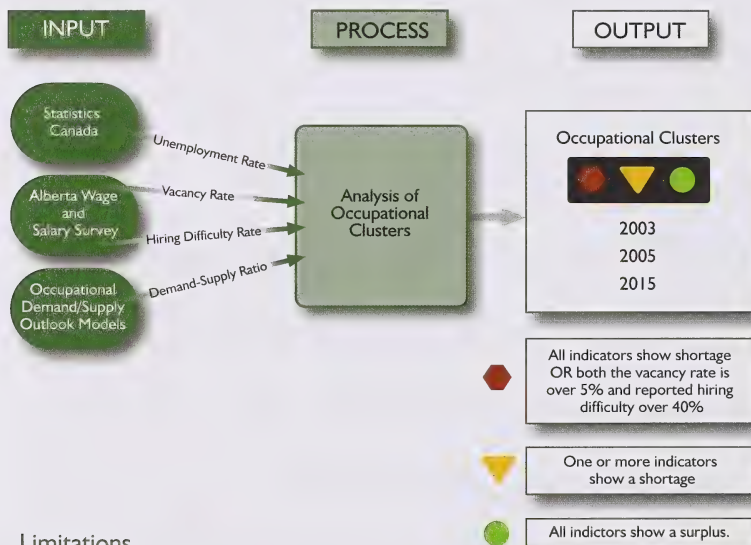 INPUT
PROCESS
OUTPUT
Statistics
Canada
Unemployment Rate
Alberta Wage
and
Salary Survey
Vacancy Rate
Hiring Difficulty Rate
Occupational
Demand/Supply
Outlook Models
Demand-Supply Ratio
Analysis of
Occupational
Clusters
Occupational Clusters
2003
2005
2015
All indicators show shortage
OR both the vacancy rate is
over 5% and reported hiring
difficulty over 40%
One or more indicators
show a shortage
All indictors show a surplus.
Limitations